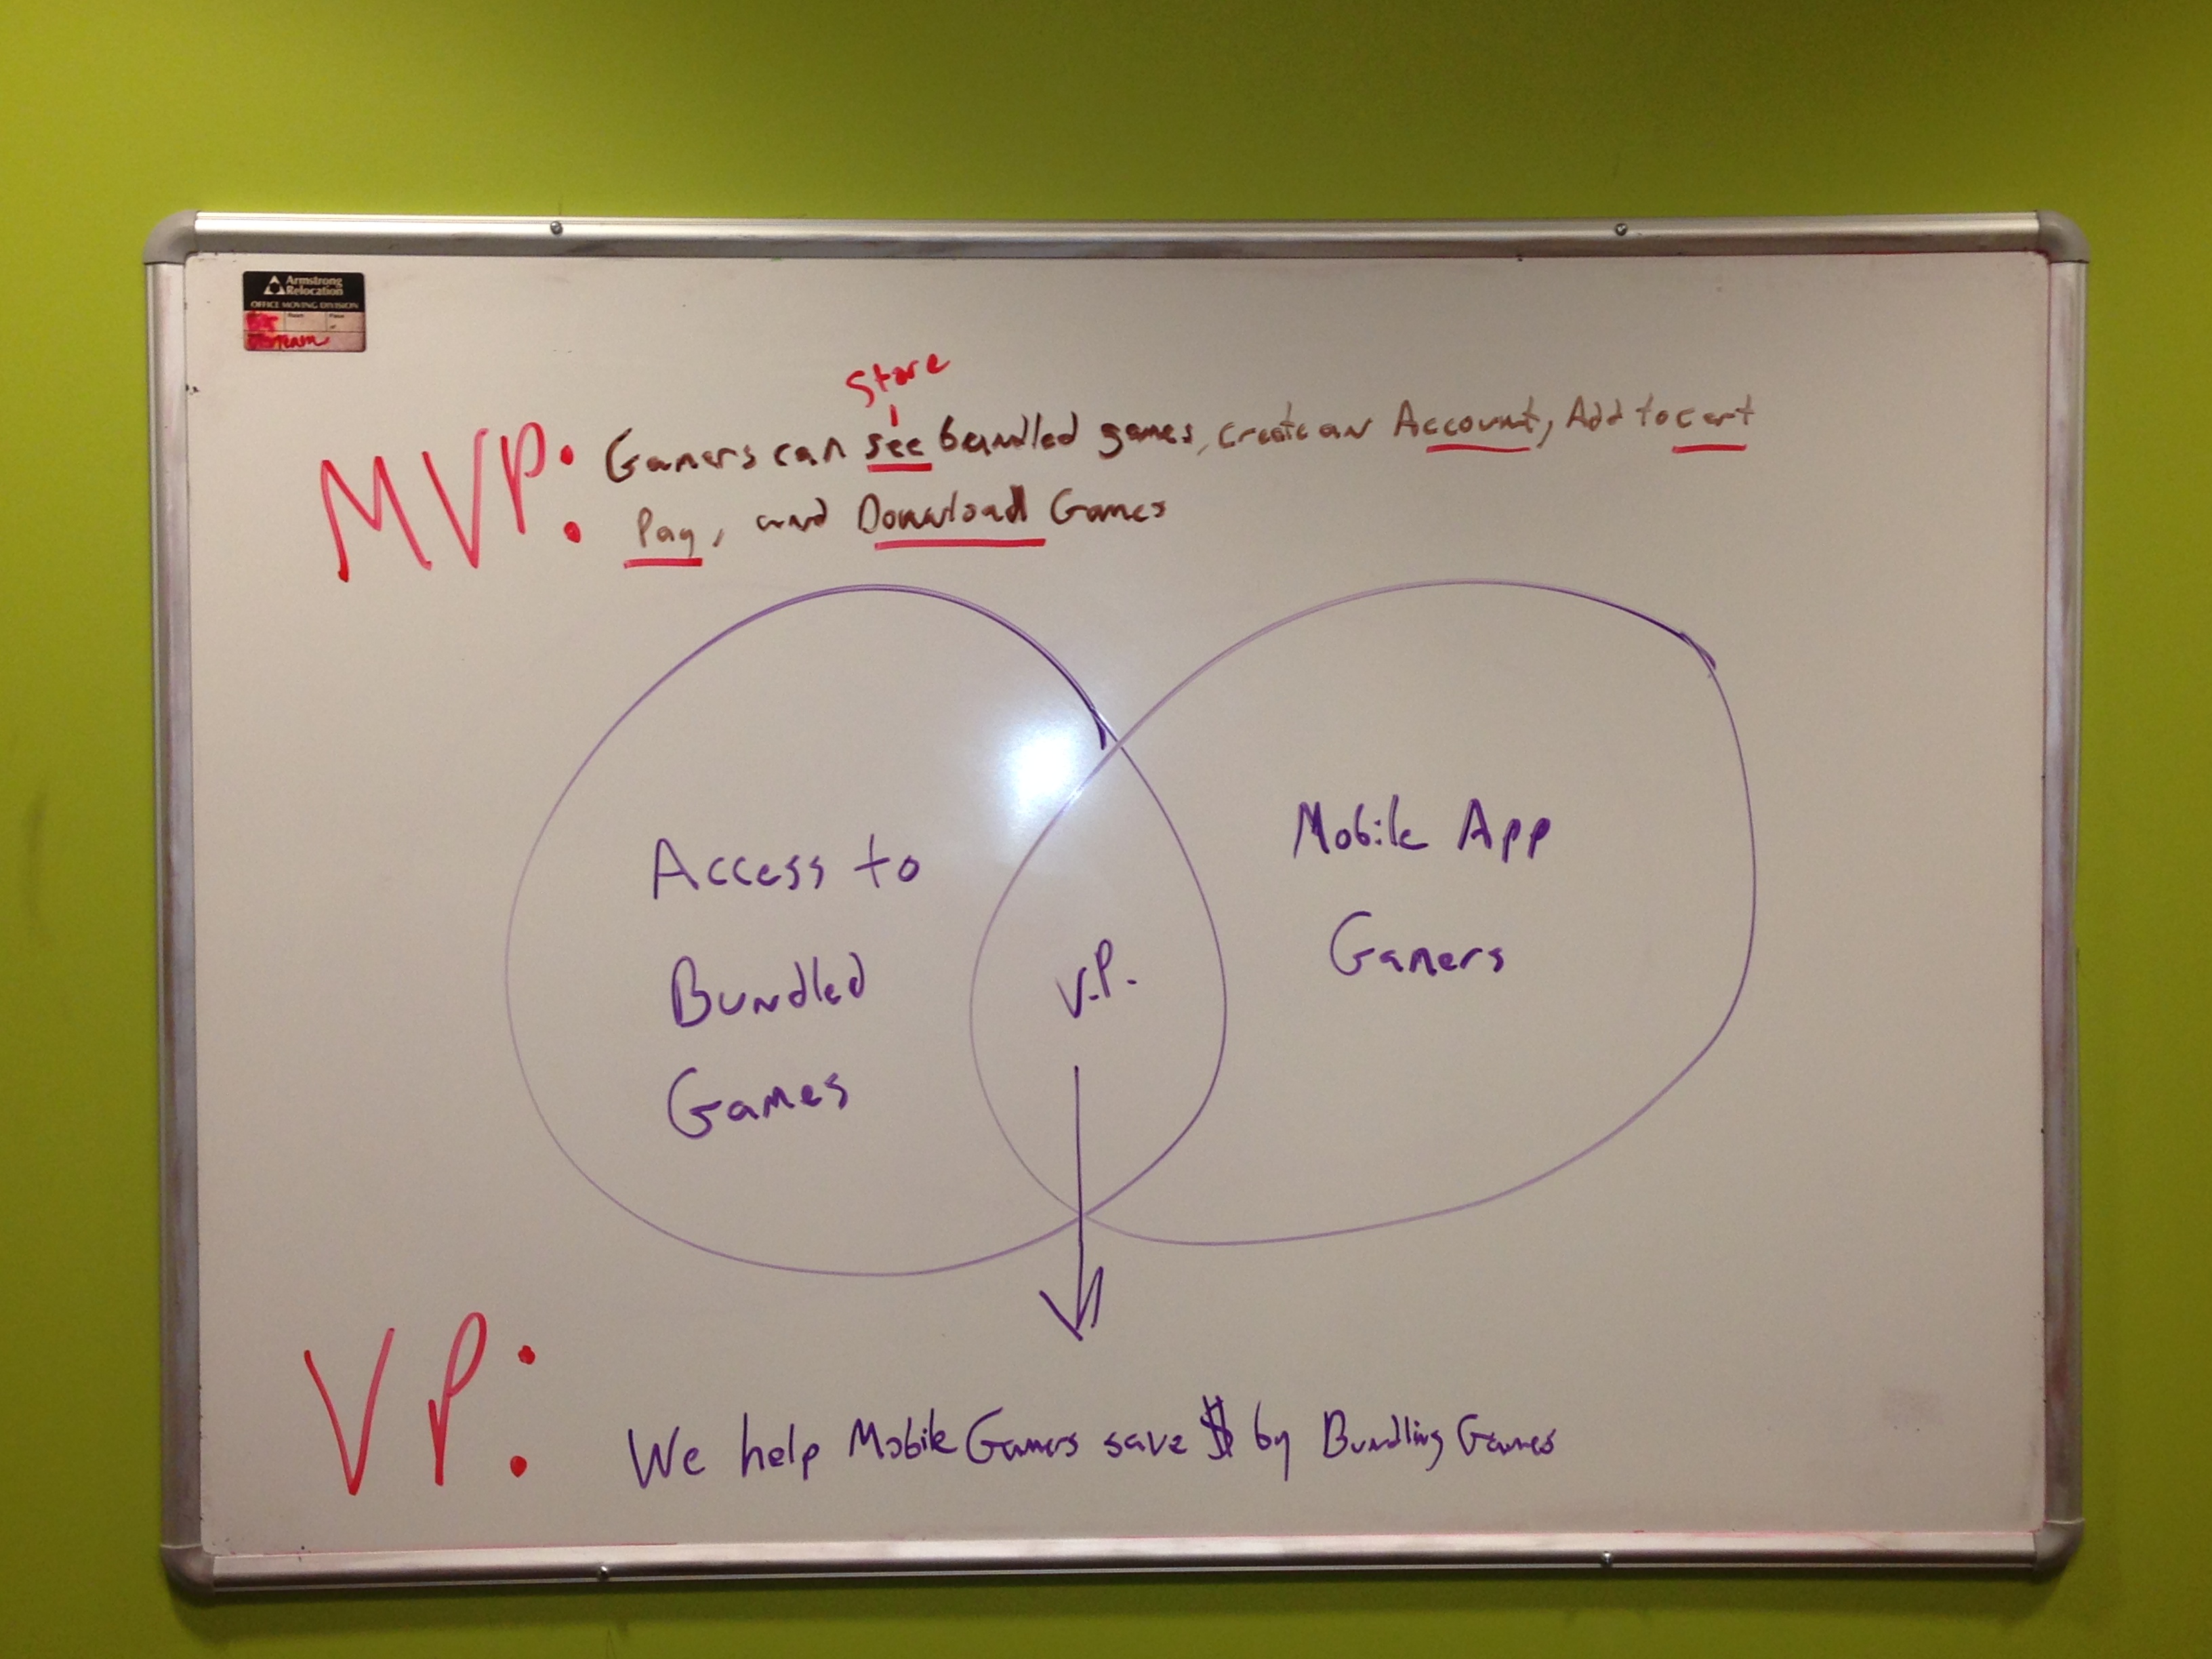 Armstrong
Relocation
OFFICE MOVING DIVISION
Room
Team
Store
MVP: Gamers can see bundled games, create an Account, Add to cart
Pay, and Download Games
Access to
Bundled
Games
V.P.
Mobile App
Gamers
VP: We help Mobile Gamers save $ by Bundling Games